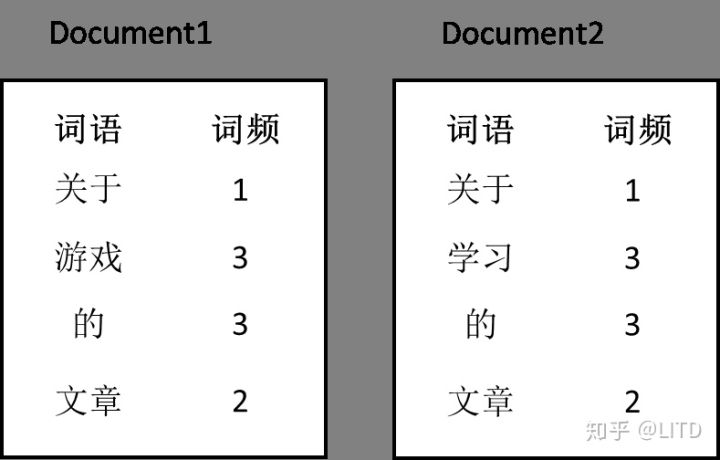 Document1
词语 词频
关于 1
游戏 3
的 3
文章 2
Document2
词语 词频
关于 1
学习 3
的 3
文章 2
知乎 @LITD